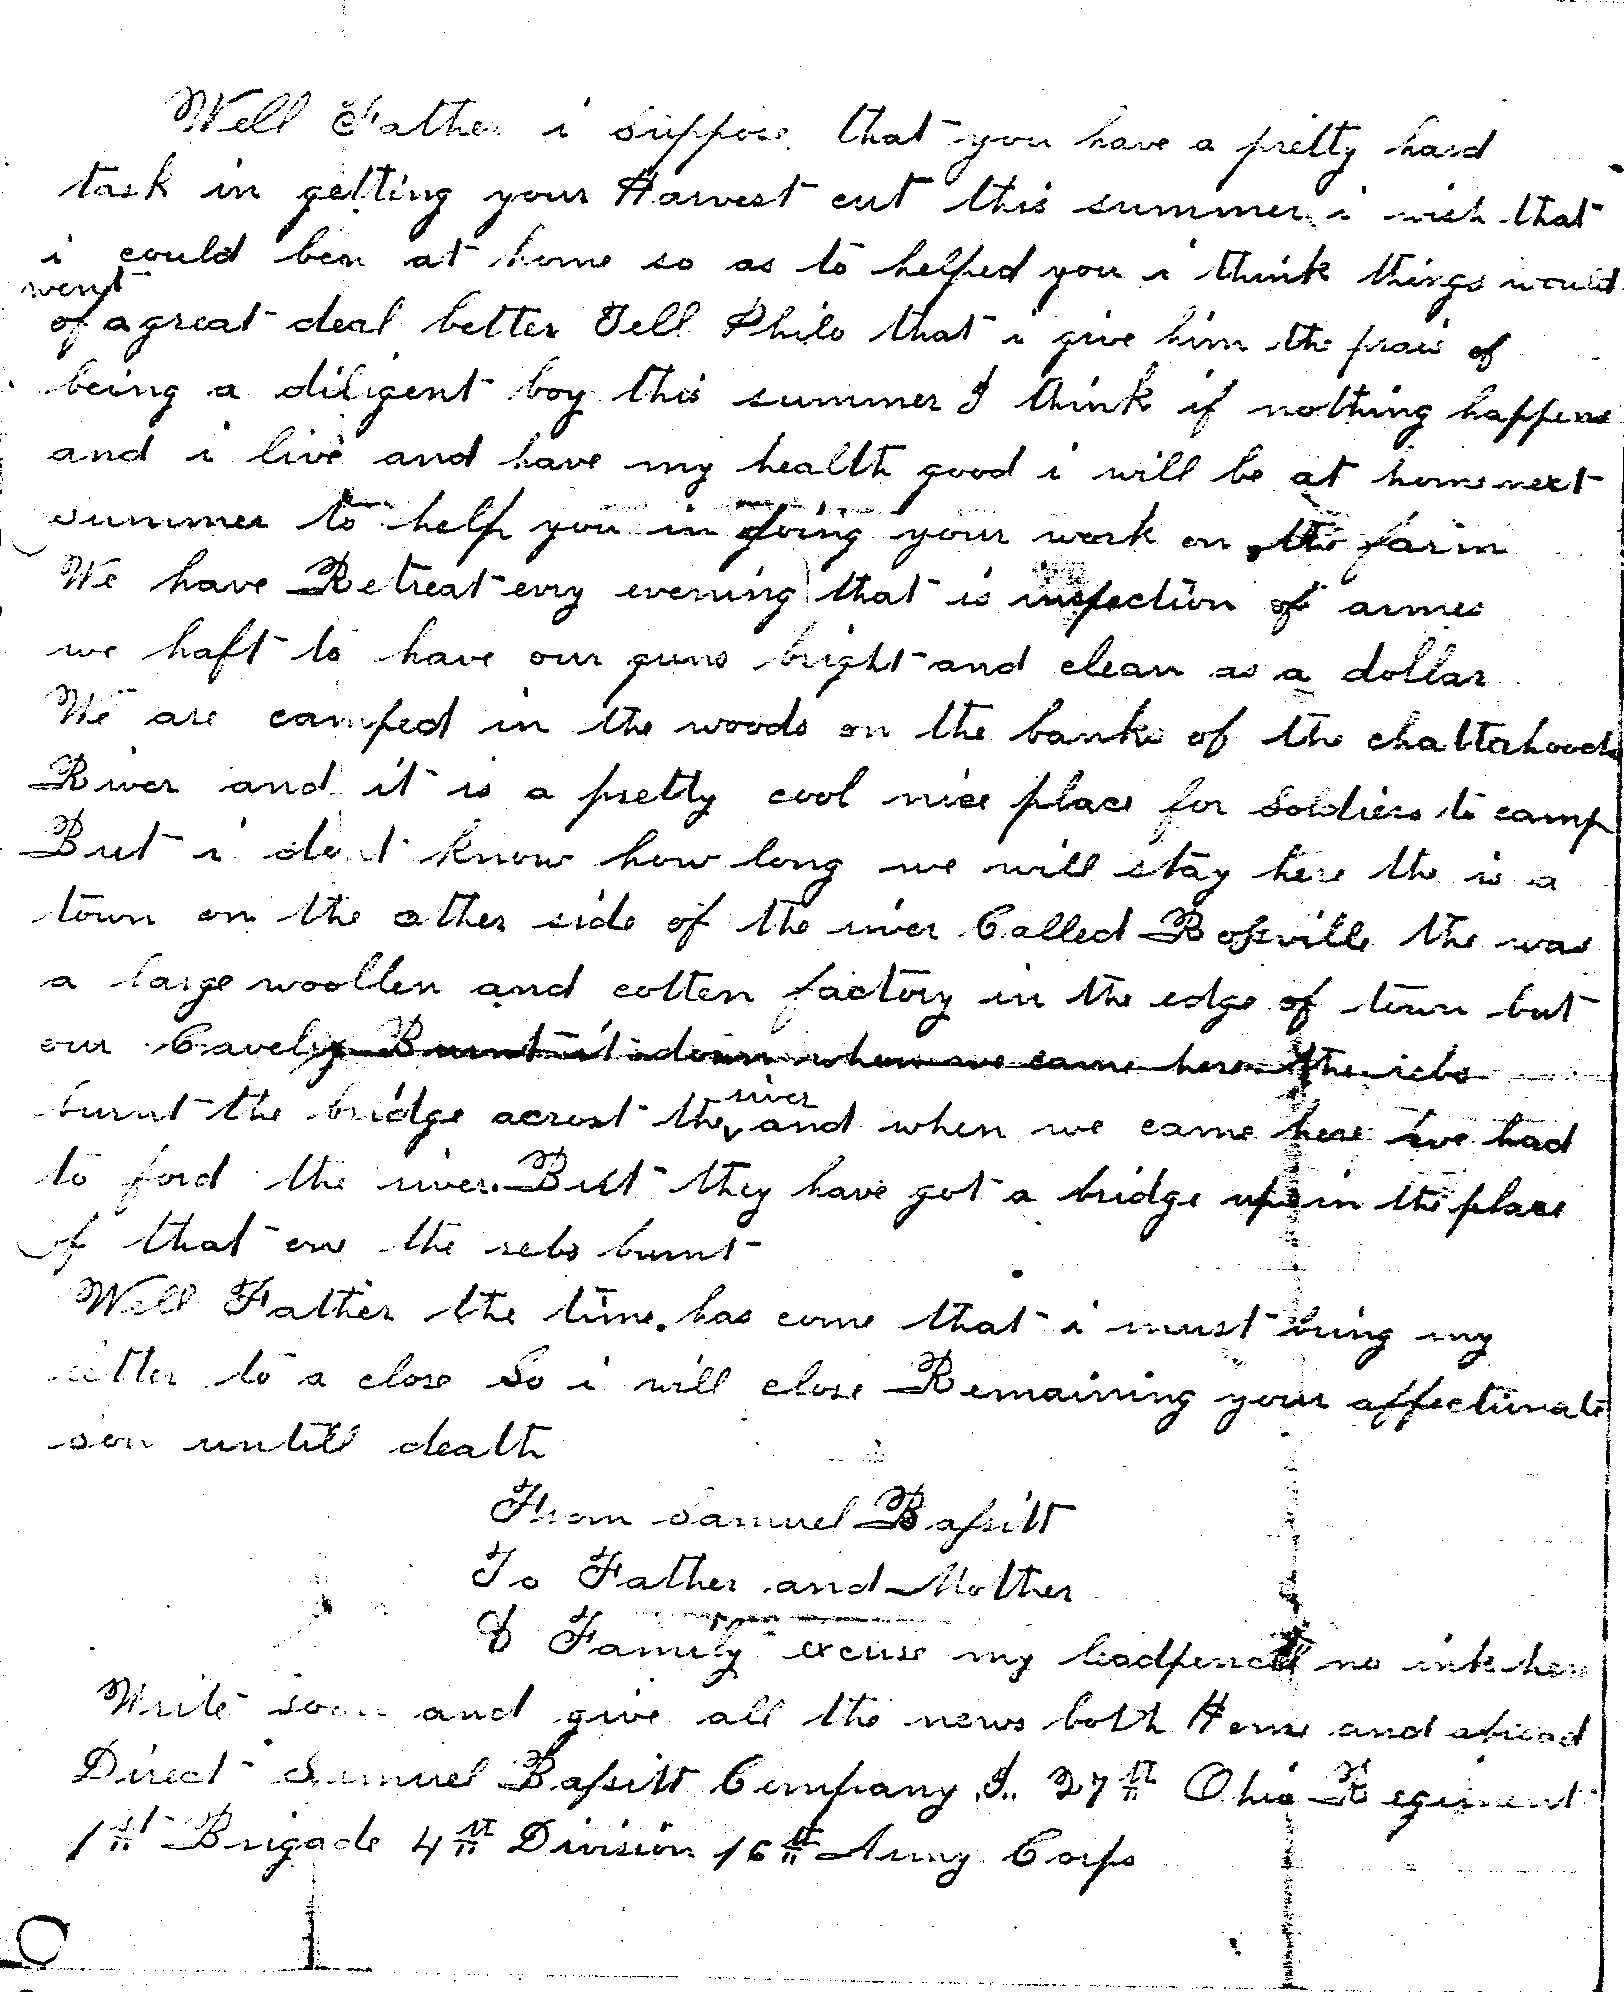 Well Father i suppose that you have a pretty hard
task in getting your Harvest cut this summer i wish that
i could ben at home so as to helped you i think things would
went
of a great deal better Tell Philo that i give him the prais of
being a diligent boy this summer I think if nothing happens
and i live and have my health good i will be at home next
summer to help you in doing your work on the farm
We have Retreat evry evening that is inspection of armes
we haft to have our guns bright and clean as a dollar
We are camped in the woods on the banks of the chattahooch
River and it is a pretty cool nice place for Soldiers to camp
But i dont know how long we will stay here the is a
town on the other side of the river Called Rossville the was
a large woollen and cotten factory in the edge of town but
our Cavelry Burnt it down when we came here the rebs
burnt the bridge acrost the river and when we came here we had
to ford the river. But they have got a bridge up in the place
of that one the rebs burnt
Well Father the time has come that i must bring my
letter to a close So i will close Remaining your affectunate
son untill death
From Samuel Bassitt
To Father and Mother
& Family excuse my leadpencil no ink here
Write soon and give all the news both Home and abroad
Direct Samuel Bassitt Company I. 27th Ohio Regiment
1st Brigade 4th Division 16th Army Corps